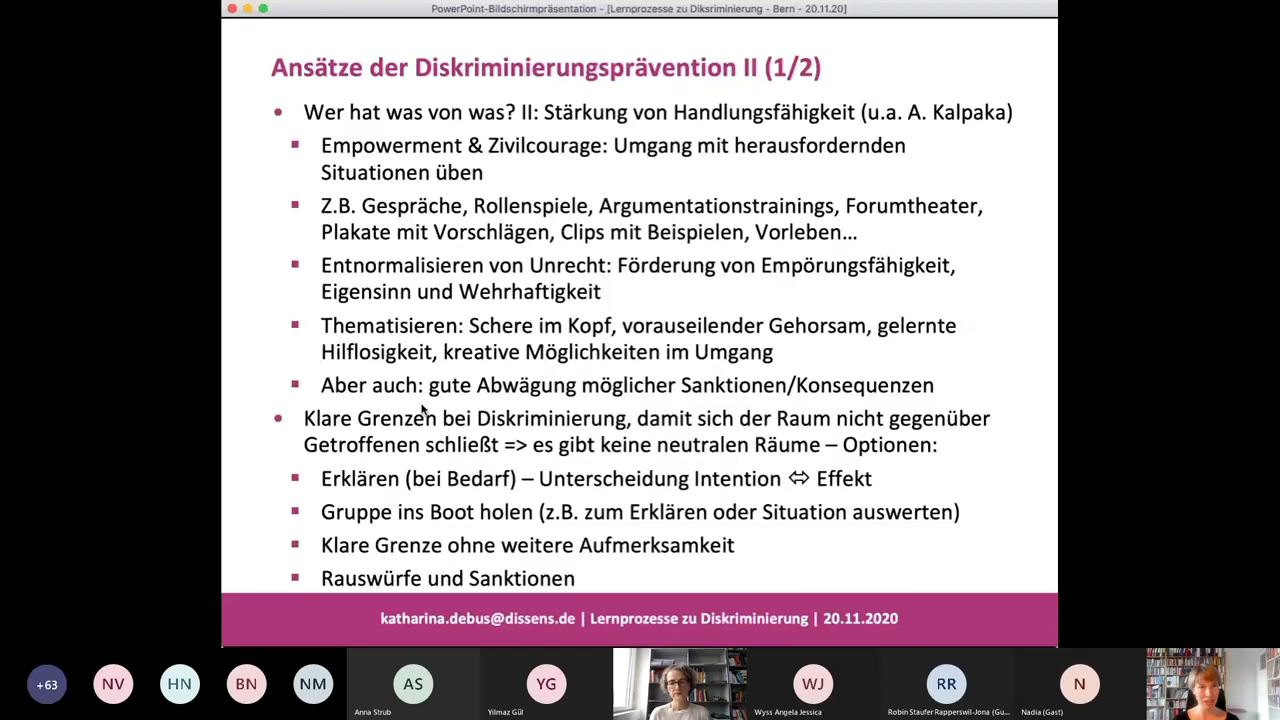 PowerPoint-Bildschirmpräsentation - [Lernprozesse zu Diksriminierung - Bern - 20.11.20]
Ansätze der Diskriminierungsprävention II (1/2)
• Wer hat was von was? II: Stärkung von Handlungsfähigkeit (u.a. A. Kalpaka)
▪ Empowerment & Zivilcourage: Umgang mit herausfordernden
Situationen üben
▪ Z.B. Gespräche, Rollenspiele, Argumentationstrainings, Forumtheater,
Plakate mit Vorschlägen, Clips mit Beispielen, Vorleben…
▪ Entnormalisieren von Unrecht: Förderung von Empörungsfähigkeit,
Eigensinn und Wehrhaftigkeit
▪ Thematisieren: Schere im Kopf, vorauseilender Gehorsam, gelernte
Hilflosigkeit, kreative Möglichkeiten im Umgang
▪ Aber auch: gute Abwägung möglicher Sanktionen/Konsequenzen
• Klare Grenzen bei Diskriminierung, damit sich der Raum nicht gegenüber
Getroffenen schließt => es gibt keine neutralen Räume – Optionen:
▪ Erklären (bei Bedarf) – Unterscheidung Intention ⇔ Effekt
▪ Gruppe ins Boot holen (z.B. zum Erklären oder Situation auswerten)
▪ Klare Grenze ohne weitere Aufmerksamkeit
▪ Rauswürfe und Sanktionen
katharina.debus@dissens.de | Lernprozesse zu Diskriminierung | 20.11.2020
+63 NV HN BN NM AS YG WJ RR N
Anna Strub Yilmaz Gül Wyss Angela Jessica Robin Staufer Rapperswil-Jona (Gu... Nadia (Gast)